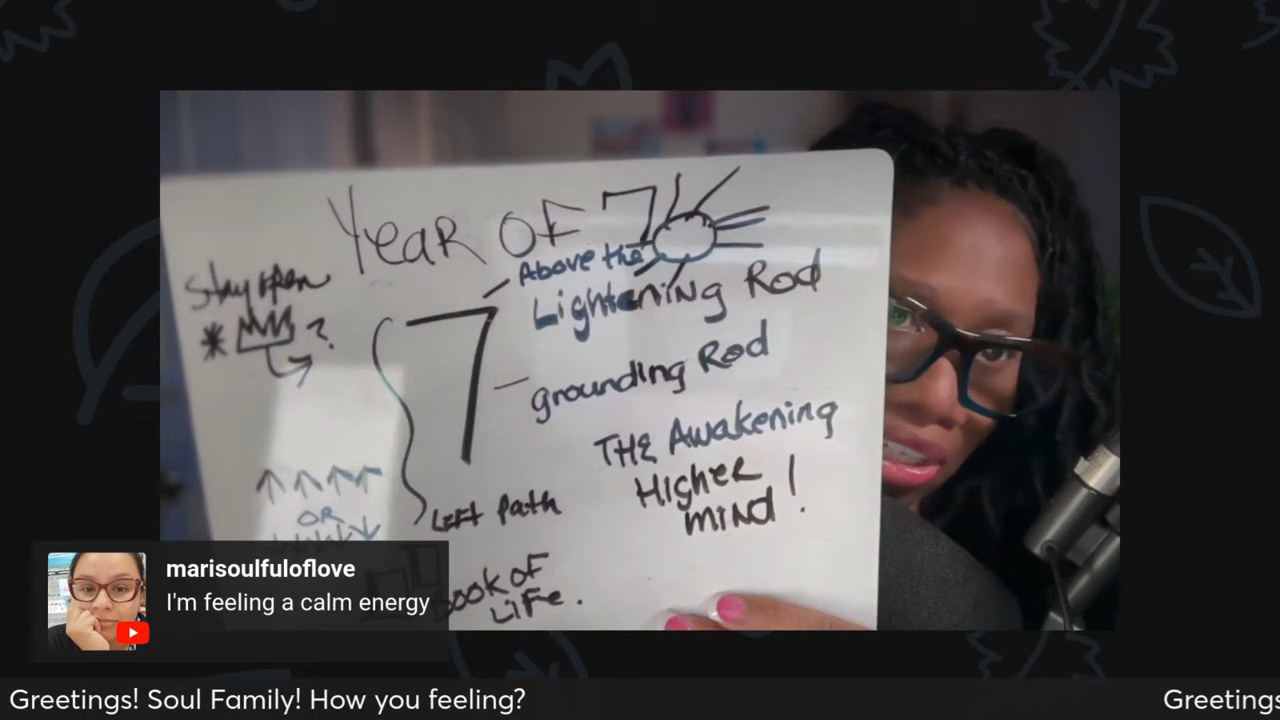 YEAR OF 7
Stay open
* ?
Above the
Lightening Rod
7
grounding Rod
THE Awakening
Higher
MIND!
↑↑↑↑
OR
Left Path
Book OF
LiFe.
marisoulfuloflove
I'm feeling a calm energy
Greetings! Soul Family! How you feeling?
Greetings